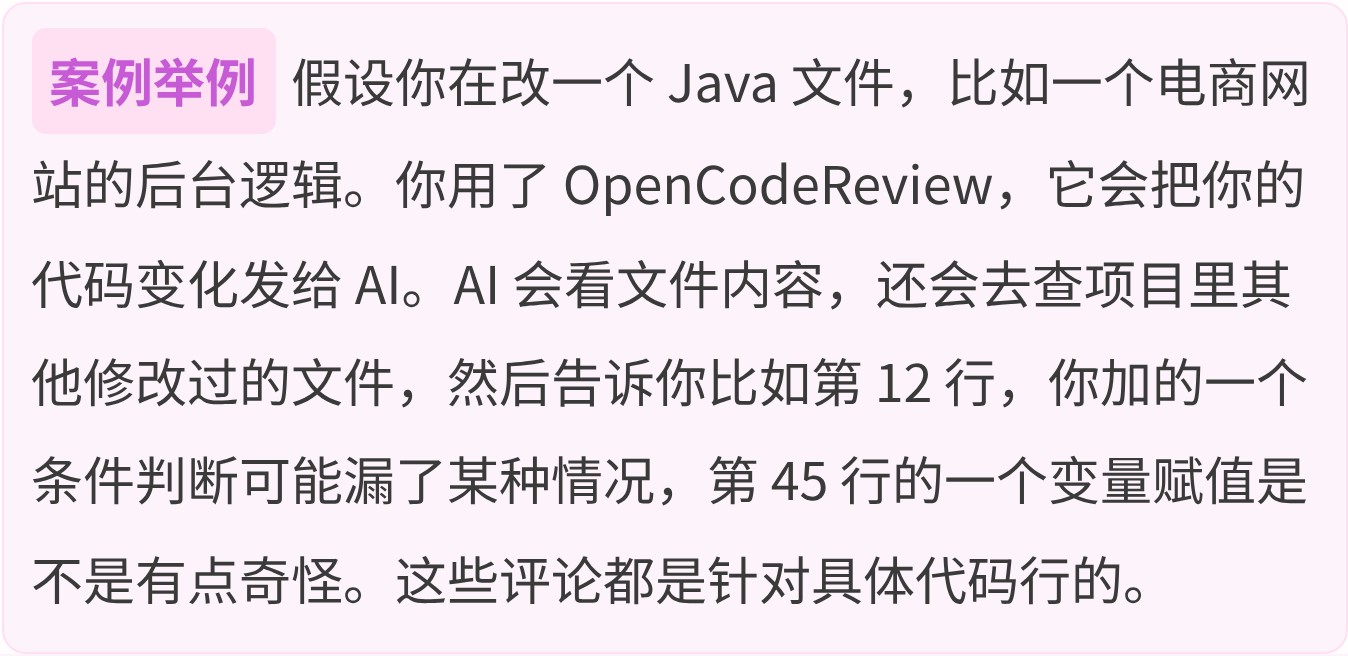 案例举例 假设你在改一个 Java 文件，比如一个电商网
站的后台逻辑。你用了 OpenCodeReview，它会把你的
代码变化发给 AI。AI 会看文件内容，还会去查项目里其
他修改过的文件，然后告诉你比如第 12 行，你加的一个
条件判断可能漏了某种情况，第 45 行的一个变量赋值是
不是有点奇怪。这些评论都是针对具体代码行的。